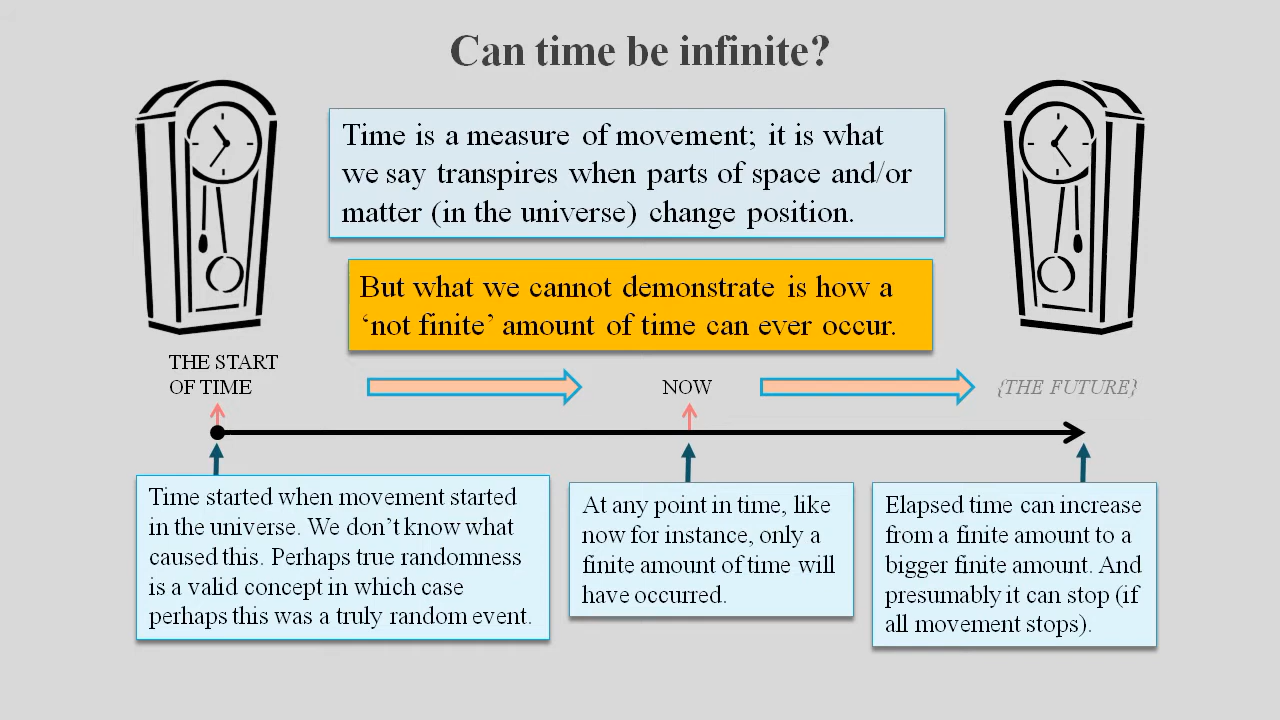 Can time be infinite?
Time is a measure of movement; it is what
we say transpires when parts of space and/or
matter (in the universe) change position.
But what we cannot demonstrate is how a
‘not finite’ amount of time can ever occur.
THE START
OF TIME
NOW
{THE FUTURE}
Time started when movement started
in the universe. We don’t know what
caused this. Perhaps true randomness
is a valid concept in which case
perhaps this was a truly random event.
At any point in time, like
now for instance, only a
finite amount of time will
have occurred.
Elapsed time can increase
from a finite amount to a
bigger finite amount. And
presumably it can stop (if
all movement stops).